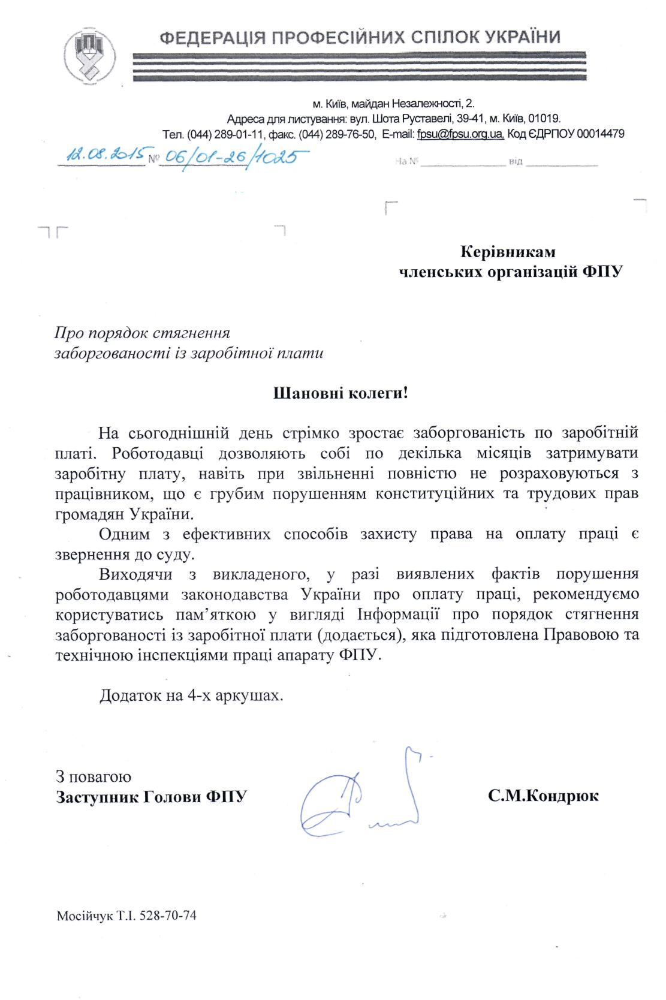 ФЕДЕРАЦІЯ ПРОФЕСІЙНИХ СПІЛОК УКРАЇНИ
м. Київ, майдан Незалежності, 2.
Адреса для листування: вул. Шота Руставелі, 39-41, м. Київ, 01019.
Тел. (044) 289-01-11, факс. (044) 289-76-50, E-mail: fpsu@fpsu.org.ua, Код ЄДРПОУ 00014479
12.08.2015 № 06/01-26/1025
На № від
Керівникам
членських організацій ФПУ
Про порядок стягнення
заборгованості із заробітної плати
Шановні колеги!
На сьогоднішній день стрімко зростає заборгованість по заробітній
платі. Роботодавці дозволяють собі по декілька місяців затримувати
заробітну плату, навіть при звільненні повністю не розраховуються з
працівником, що є грубим порушенням конституційних та трудових прав
громадян України.
Одним з ефективних способів захисту права на оплату праці є
звернення до суду.
Виходячи з викладеного, у разі виявлених фактів порушення
роботодавцями законодавства України про оплату праці, рекомендуємо
користуватись пам’яткою у вигляді Інформації про порядок стягнення
заборгованості із заробітної плати (додається), яка підготовлена Правовою та
технічною інспекціями праці апарату ФПУ.
Додаток на 4-х аркушах.
З повагою
Заступник Голови ФПУ С.М.Кондрюк
Мосійчук Т.І. 528-70-74